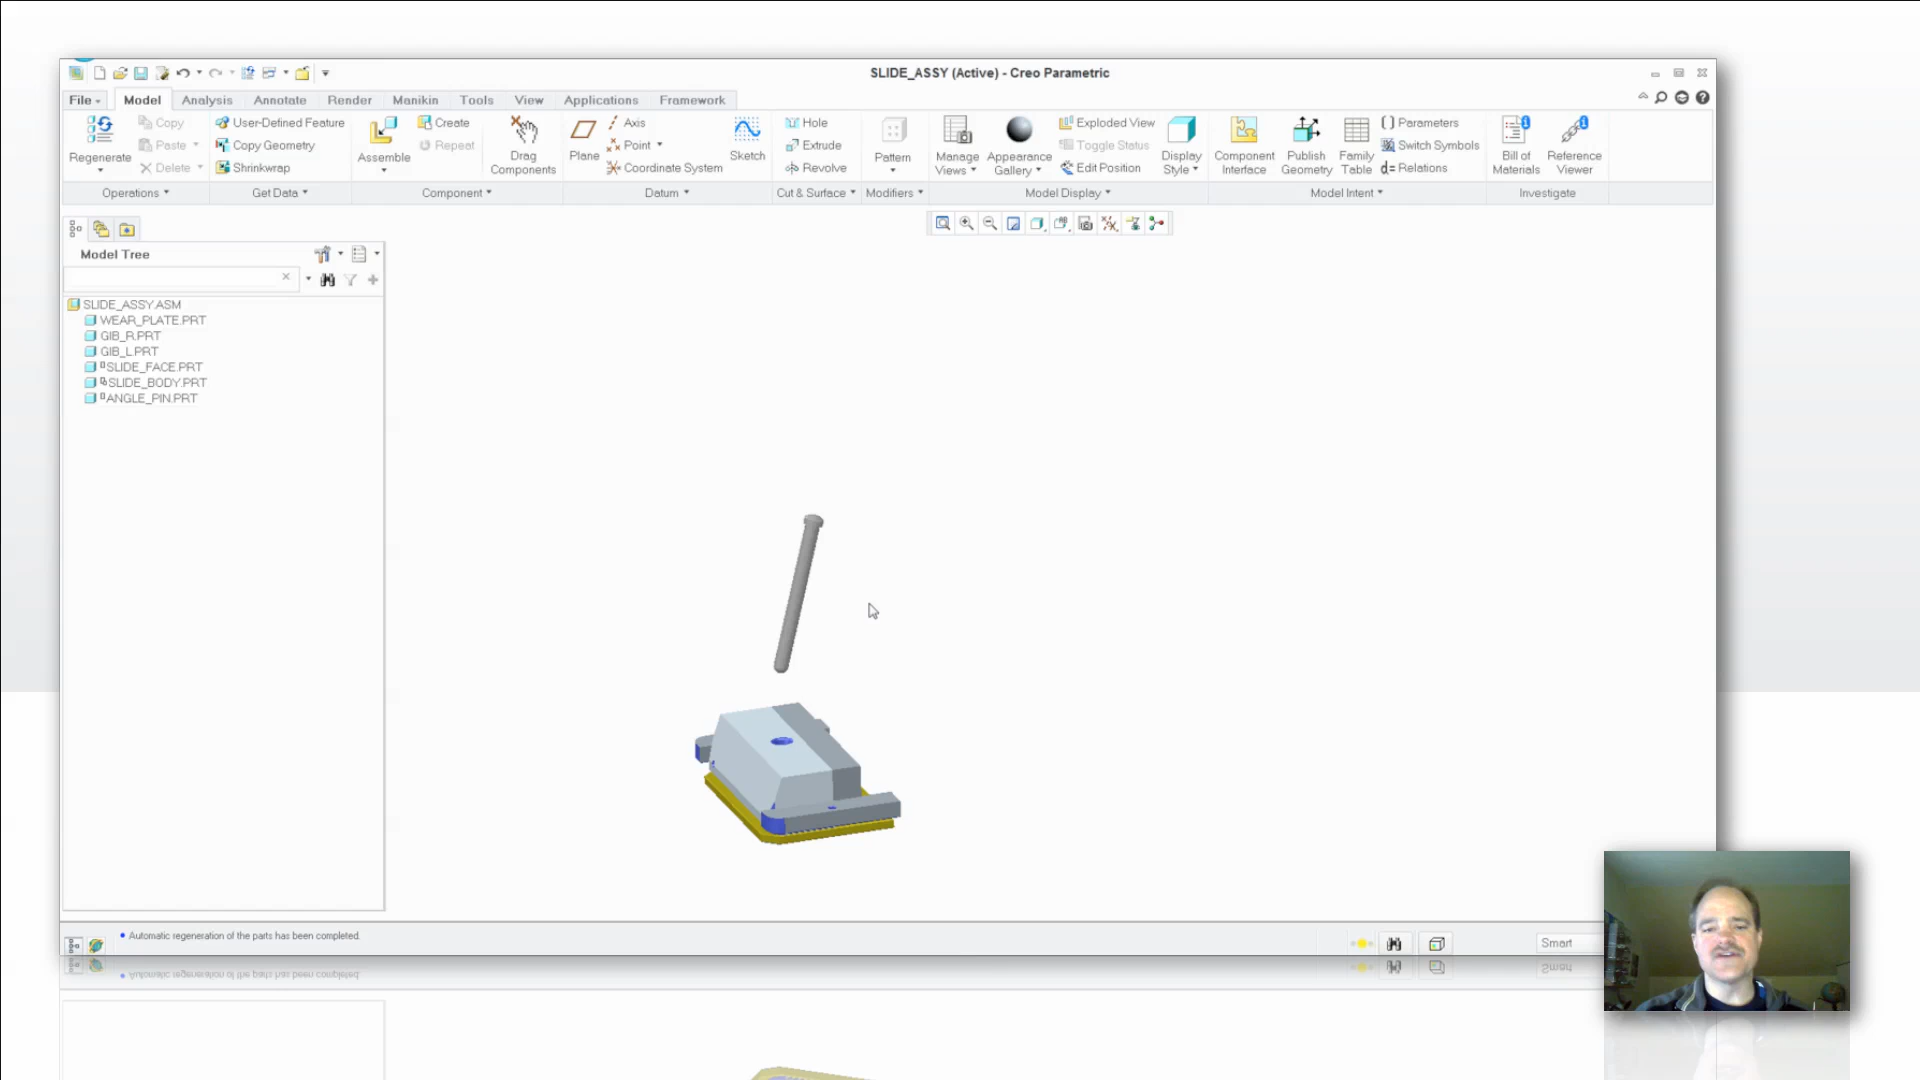 SLIDE_ASSY (Active) - Creo Parametric
File Model Analysis Annotate Render Manikin Tools View Applications Framework
Regenerate
Copy
Paste
Delete
Operations
User-Defined Feature
Copy Geometry
Shrinkwrap
Get Data
Assemble
Create
Repeat
Drag
Components
Component
Plane
Axis
Point
Coordinate System
Sketch
Datum
Hole
Extrude
Revolve
Cut & Surface
Pattern
Modifiers
Manage
Views
Appearance
Gallery
Exploded View
Toggle Status
Edit Position
Display
Style
Model Display
Component
Interface
Publish
Geometry
Family
Table
Parameters
Switch Symbols
d= Relations
Model Intent
Bill of
Materials
Reference
Viewer
Investigate
Model Tree
SLIDE_ASSY.ASM
WEAR_PLATE.PRT
GIB_R.PRT
GIB_L.PRT
SLIDE_FACE.PRT
SLIDE_BODY.PRT
ANGLE_PIN.PRT
Automatic regeneration of the parts has been completed.
Smart